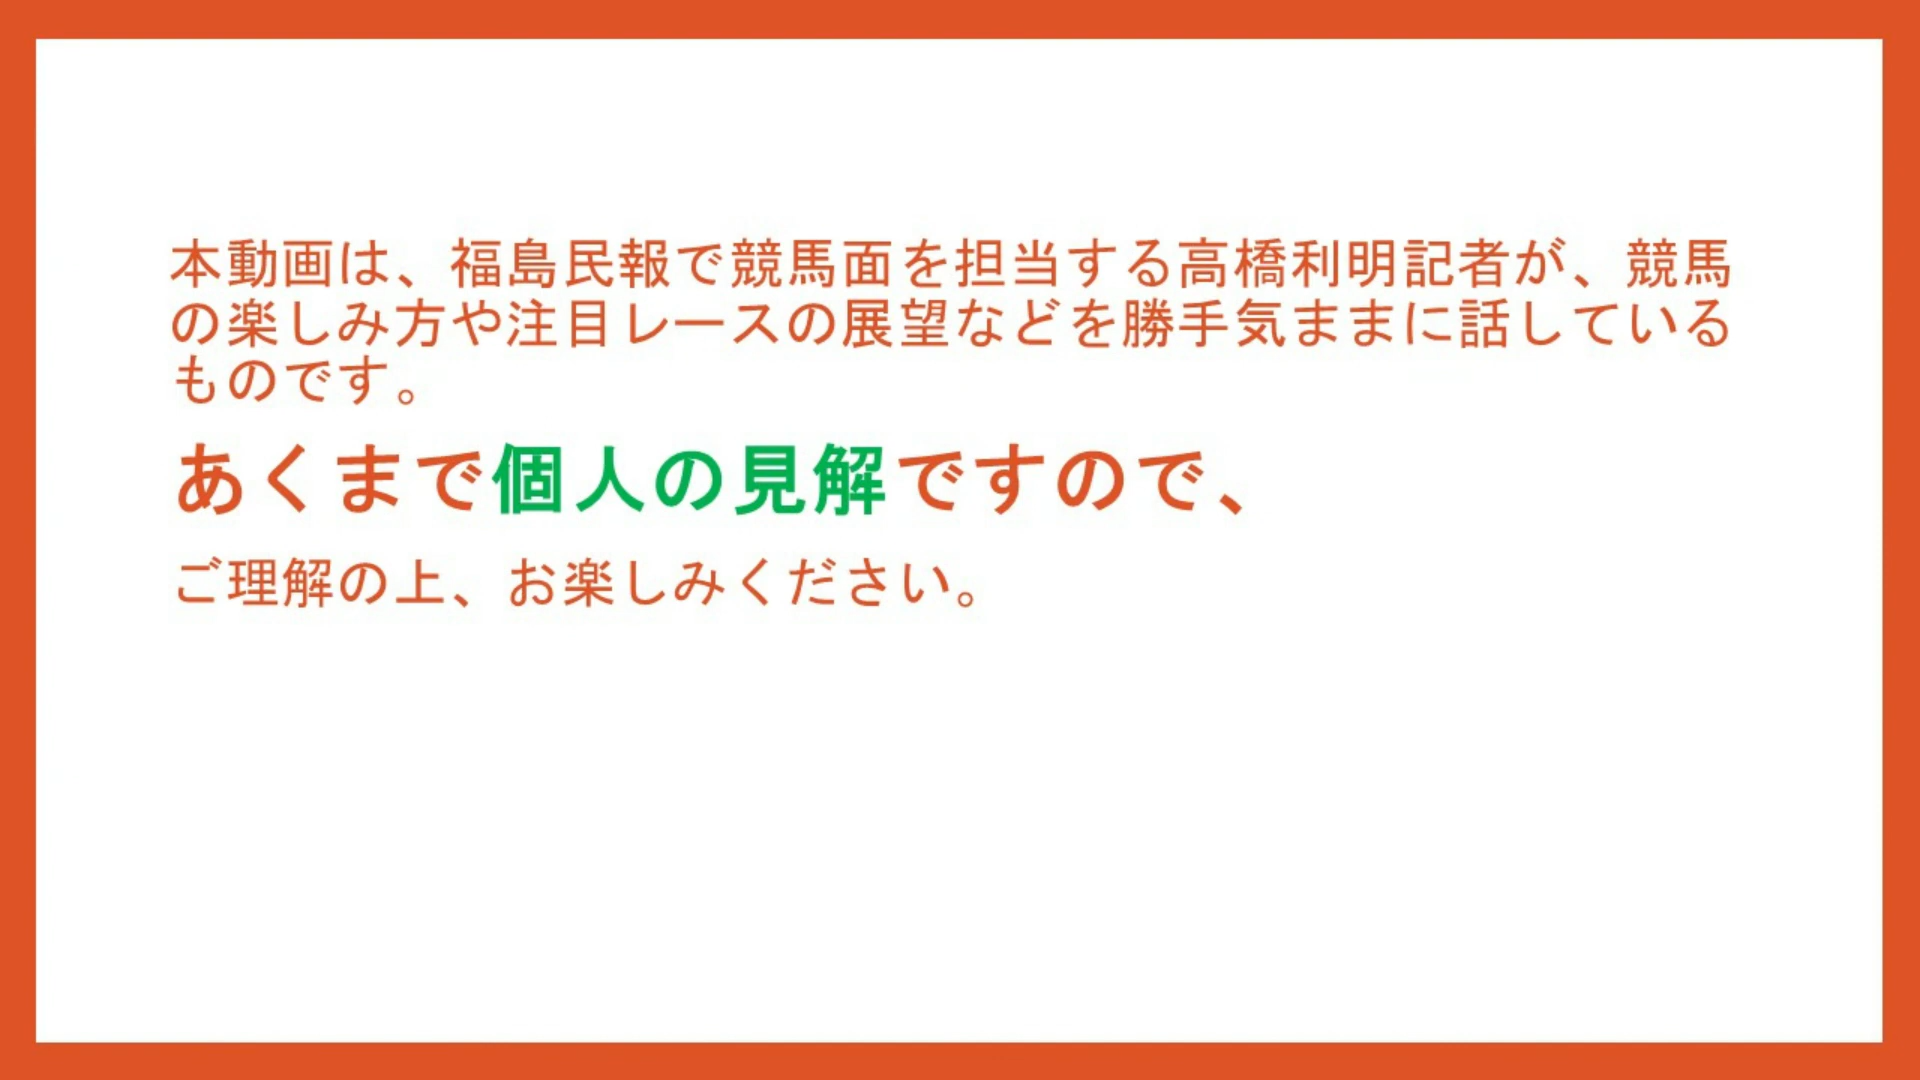 本動画は、福島民報で競馬面を担当する高橋利明記者が、競馬
の楽しみ方や注目レースの展望などを勝手気ままに話している
ものです。
あくまで個人の見解ですので、
ご理解の上、お楽しみください。